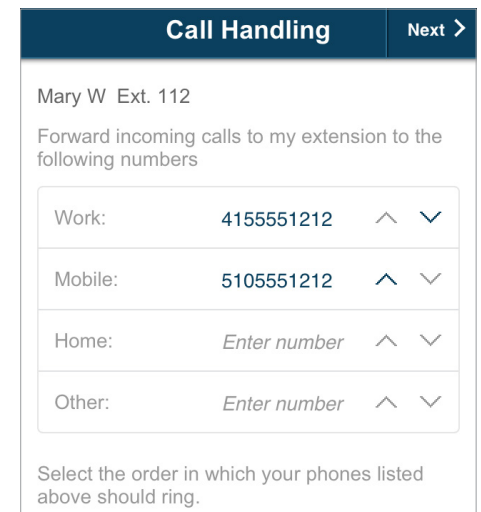 Call Handling Next
Mary W Ext. 112
Forward incoming calls to my extension to the
following numbers
Work: 4155551212
Mobile: 5105551212
Home: Enter number
Other: Enter number
Select the order in which your phones listed
above should ring.